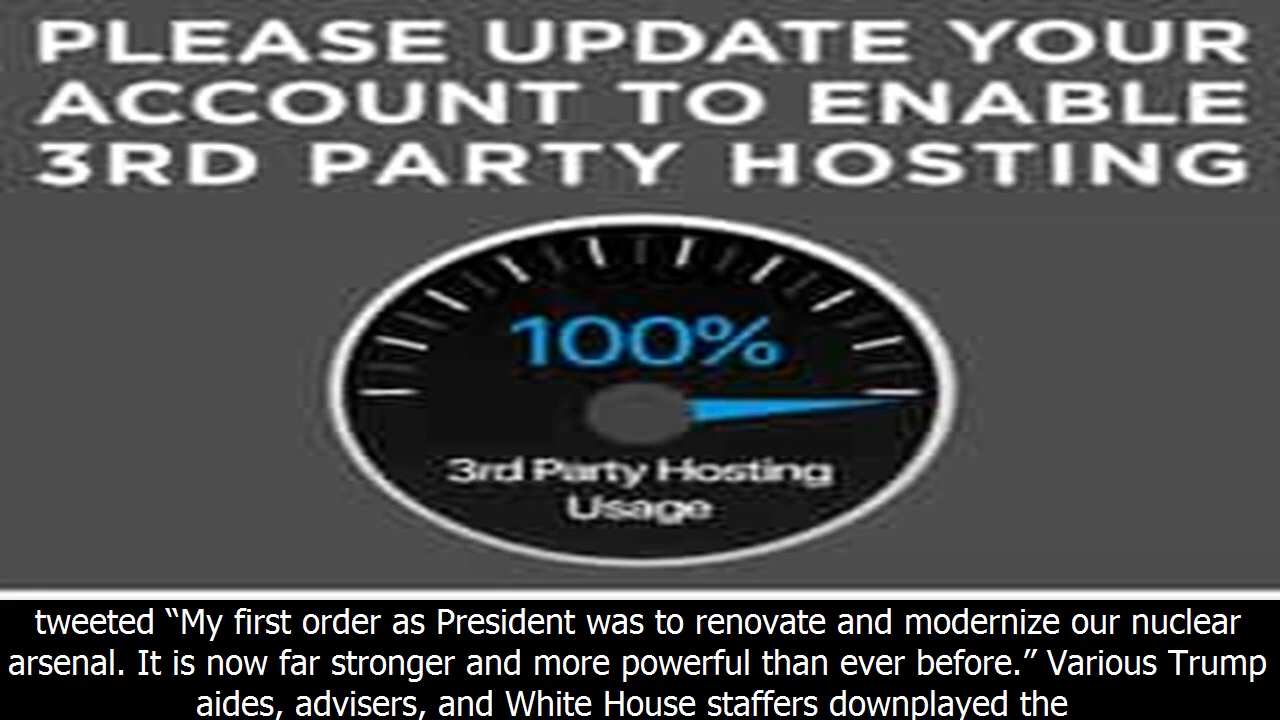 PLEASE UPDATE YOUR
ACCOUNT TO ENABLE
3RD PARTY HOSTING
100%
3rd Party Hosting
Usage
tweeted “My first order as President was to renovate and modernize our nuclear
arsenal. It is now far stronger and more powerful than ever before.” Various Trump
aides, advisers, and White House staffers downplayed the